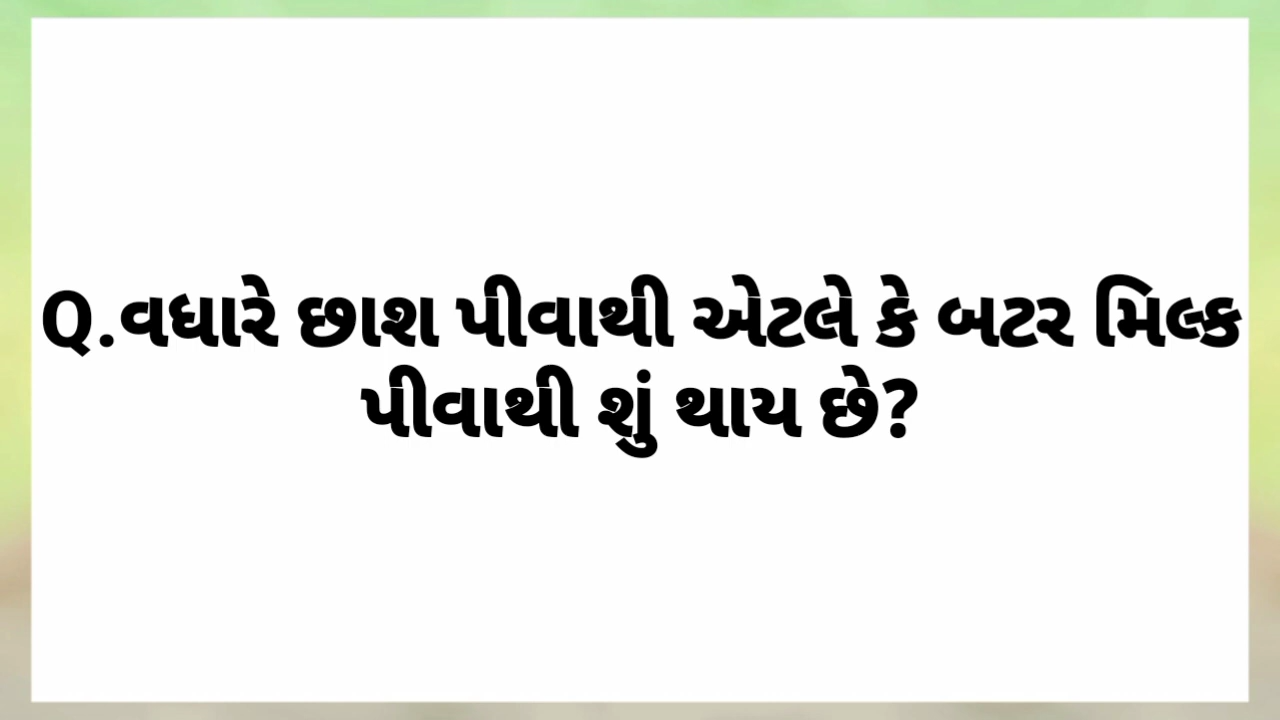 Q.વધારે છાશ પીવાથી એટલે કે બટર મિલ્ક
પીવાથી શું થાય છે?